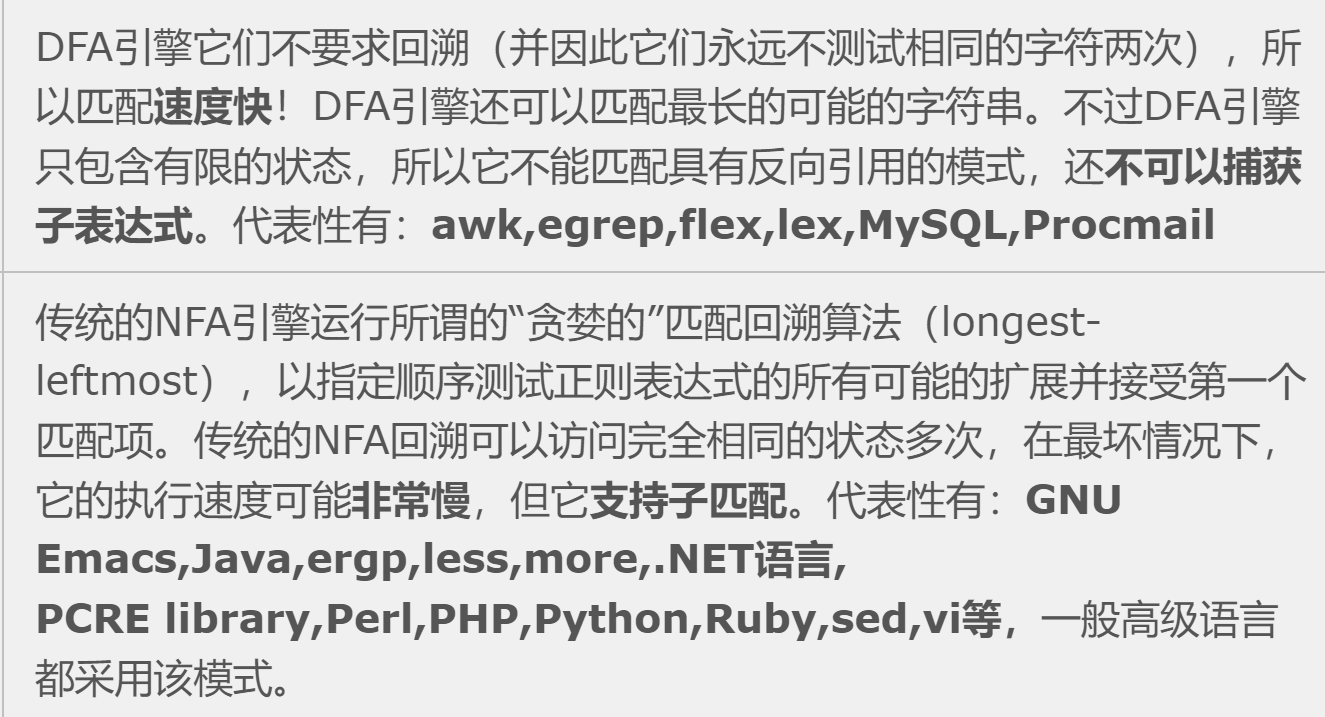 DFA引擎它们不要求回溯（并因此它们永远不测试相同的字符两次），所
以匹配速度快！DFA引擎还可以匹配最长的可能的字符串。不过DFA引擎
只包含有限的状态，所以它不能匹配具有反向引用的模式，还不可以捕获
子表达式。代表性有：awk,egrep,flex,lex,MySQL,Procmail
传统的NFA引擎运行所谓的“贪婪的”匹配回溯算法（longest-
leftmost），以指定顺序测试正则表达式的所有可能的扩展并接受第一个
匹配项。传统的NFA回溯可以访问完全相同的状态多次，在最坏情况下，
它的执行速度可能非常慢，但它支持子匹配。代表性有：GNU
Emacs,Java,ergp,less,more,.NET语言,
PCRE library,Perl,PHP,Python,Ruby,sed,vi等，一般高级语言
都采用该模式。